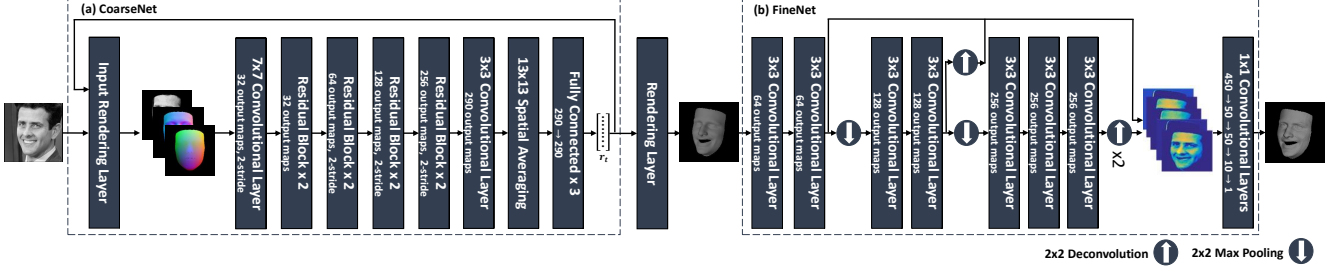 (a) CoarseNet
Input Rendering Layer
7x7 Convolutional Layer
32 output maps, 2-stride
Residual Block x 2
32 output maps
Residual Block x 2
64 output maps, 2-stride
Residual Block x 2
128 output maps, 2-stride
Residual Block x 2
256 output maps, 2-stride
3x3 Convolutional Layer
290 output maps
13x13 Spatial Averaging
Fully Connected x 3
290 → 290
r_t
Rendering Layer
(b) FineNet
3x3 Convolutional Layer
64 output maps
3x3 Convolutional Layer
64 output maps
3x3 Convolutional Layer
128 output maps
3x3 Convolutional Layer
128 output maps
3x3 Convolutional Layer
256 output maps
3x3 Convolutional Layer
256 output maps
3x3 Convolutional Layer
256 output maps
x2
1x1 Convolutional Layers
450 → 50 → 50 → 10 → 1
2x2 Deconvolution
2x2 Max Pooling